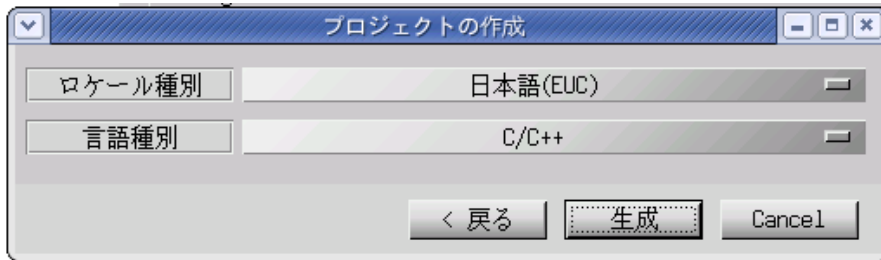 プロジェクトの作成
ロケール種別 日本語(EUC)
言語種別 C/C++
< 戻る 生成 Cancel